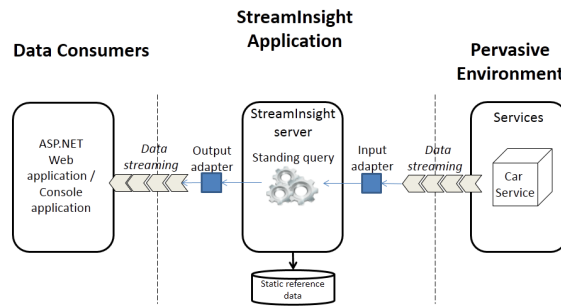 Data Consumers
StreamInsight
Application
Pervasive
Environment
ASP.NET
Web
application /
Console
application
Data
streaming
Output
adapter
StreamInsight
server
Standing query
Input
adapter
Data
streaming
Services
Car
Service
Static reference
data